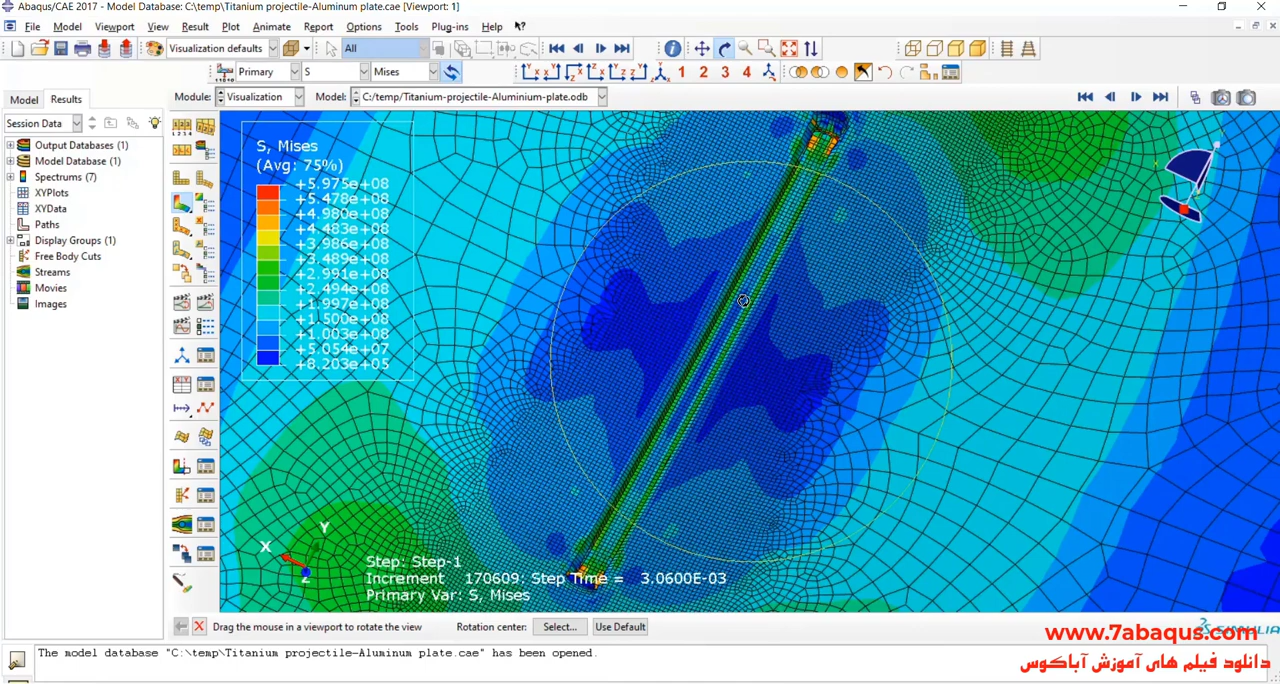 Abaqus/CAE 2017 - Model Database: C:\temp\Titanium projectile-Aluminum plate.cae [Viewport: 1]
File Model Viewport View Result Plot Animate Report Options Tools Plug-ins Help
Visualization defaults All
Primary S Mises 1 2 3 4
Model Results Module: Visualization Model: C:/temp/Titanium-projectile-Aluminium-plate.odb
Session Data
Output Databases (1)
Model Database (1)
Spectrums (7)
XYPlots
XYData
Paths
Display Groups (1)
Free Body Cuts
Streams
Movies
Images
S, Mises
(Avg: 75%)
+5.975e+08
+5.478e+08
+4.980e+08
+4.483e+08
+3.986e+08
+3.489e+08
+2.991e+08
+2.494e+08
+1.997e+08
+1.500e+08
+1.003e+08
+5.054e+07
+8.203e+05
Y
X
Z
Step: Step-1
Increment 170609: Step Time = 3.0600E-03
Primary Var: S, Mises
Drag the mouse in a viewport to rotate the view Rotation center: Select... Use Default
SIMULIA
www.7abaqus.com
The model database "C:\temp\Titanium projectile-Aluminum plate.cae" has been opened.
دانلود فیلم های آموزش آباکوس